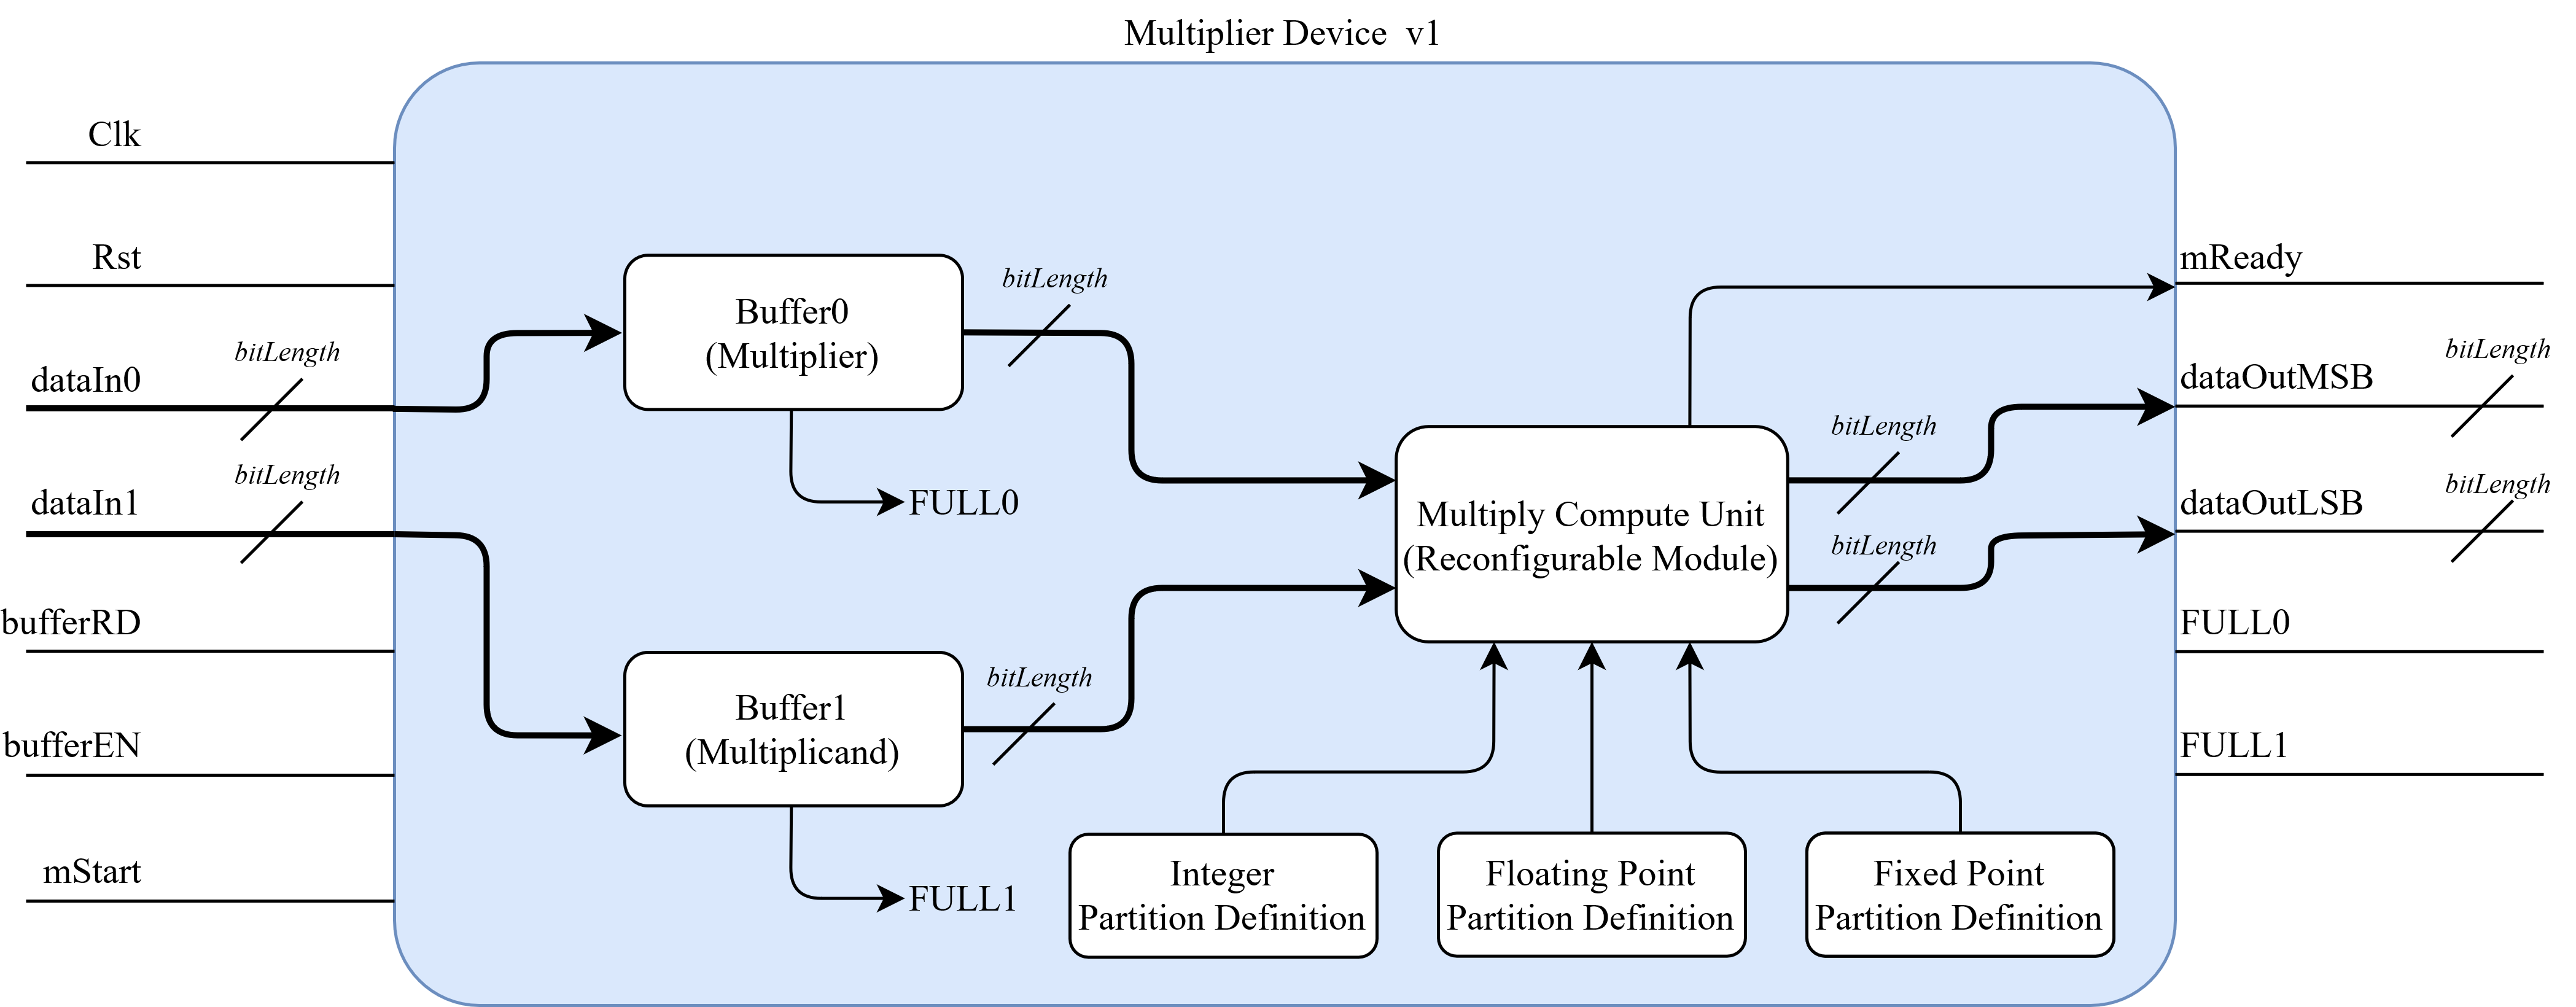 Multiplier Device v1
Clk
Rst
bitLength
dataIn0
bitLength
dataIn1
bufferRD
bufferEN
mStart
Buffer0
(Multiplier)
bitLength
FULL0
Buffer1
(Multiplicand)
bitLength
FULL1
Multiply Compute Unit
(Reconfigurable Module)
bitLength
bitLength
Integer
Partition Definition
Floating Point
Partition Definition
Fixed Point
Partition Definition
mReady
bitLength
dataOutMSB
bitLength
dataOutLSB
FULL0
FULL1